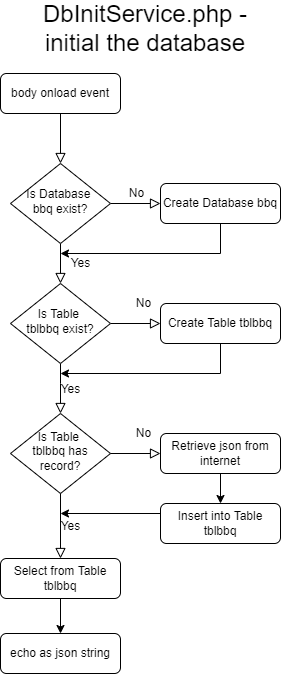 DbInitService.php -
initial the database
body onload event
Is Database
bbq exist?
No
Create Database bbq
Yes
Is Table
tblbbq exist?
No
Create Table tblbbq
Yes
Is Table
tblbbq has
record?
No
Retrieve json from
internet
Insert into Table
tblbbq
Yes
Select from Table
tblbbq
echo as json string